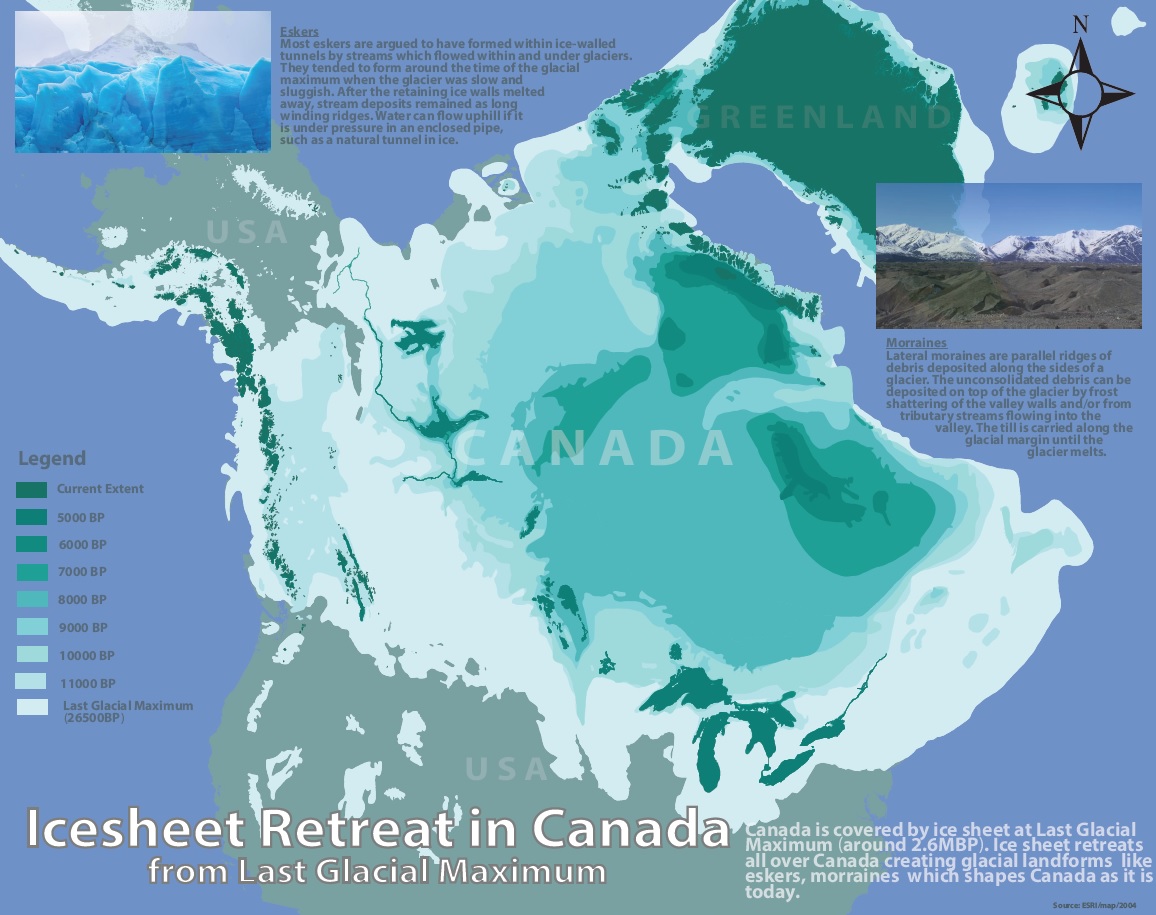 Eskers
Most eskers are argued to have formed within ice-walled
tunnels by streams which flowed within and under glaciers.
They tended to form around the time of the glacial
maximum when the glacier was slow and
sluggish. After the retaining ice walls melted
away, stream deposits remained as long
winding ridges. Water can flow uphill if it
is under pressure in an enclosed pipe,
such as a natural tunnel in ice.
N
GREENLAND
USA
Morraines
Lateral moraines are parallel ridges of
debris deposited along the sides of a
glacier. The unconsolidated debris can be
deposited on top of the glacier by frost
shattering of the valley walls and/or from
tributary streams flowing into the
valley. The till is carried along the
glacial margin until the
glacier melts.
CANADA
Legend
Current Extent
5000 BP
6000 BP
7000 BP
8000 BP
9000 BP
10000 BP
11000 BP
Last Glacial Maximum
(26500BP)
USA
Icesheet Retreat in Canada
from Last Glacial Maximum
Canada is covered by ice sheet at Last Glacial
Maximum (around 2.6MBP). Ice sheet retreats
all over Canada creating glacial landforms like
eskers, morraines which shapes Canada as it is
today.
Source: ESRI/map/2004